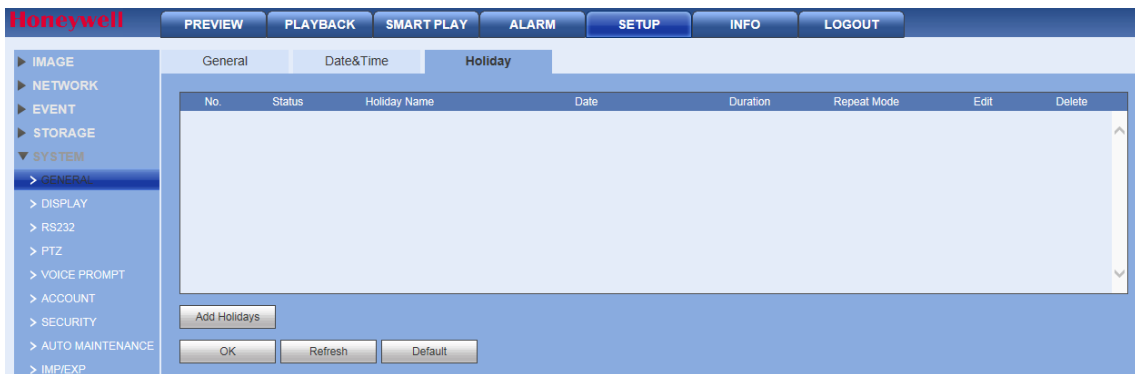 Honeywell PREVIEW PLAYBACK SMART PLAY ALARM SETUP INFO LOGOUT
IMAGE
NETWORK
EVENT
STORAGE
SYSTEM
> GENERAL
> DISPLAY
> RS232
> PTZ
> VOICE PROMPT
> ACCOUNT
> SECURITY
> AUTO MAINTENANCE
> IMP/EXP
General Date&Time Holiday
No. Status Holiday Name Date Duration Repeat Mode Edit Delete
Add Holidays
OK Refresh Default